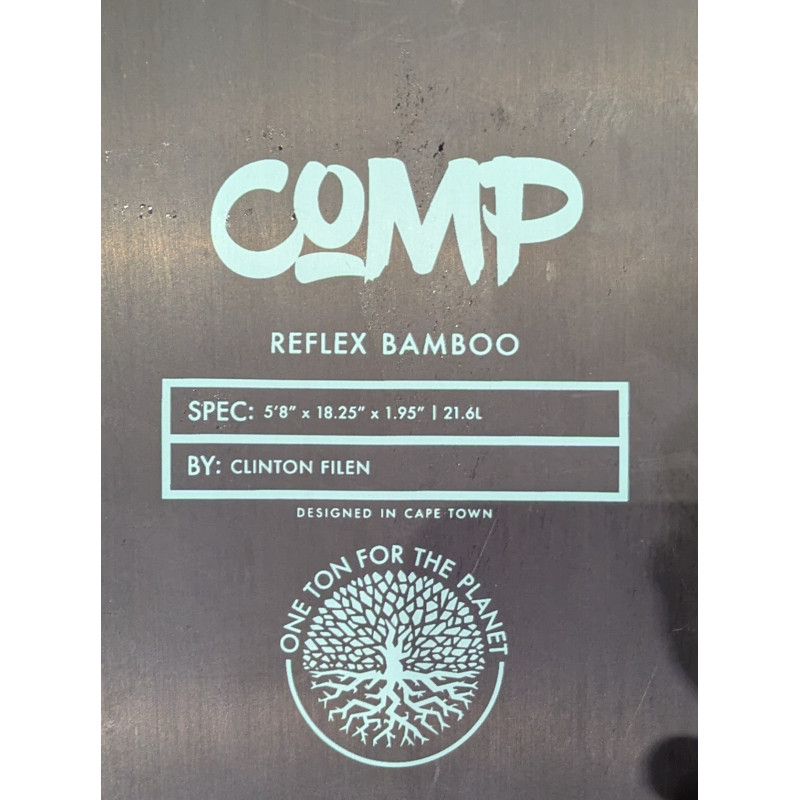 COMP
REFLEX BAMBOO
SPEC: 5'8" x 18.25" x 1.95" | 21.6L
BY: CLINTON FILEN
DESIGNED IN CAPE TOWN
ONE TON FOR THE PLANET